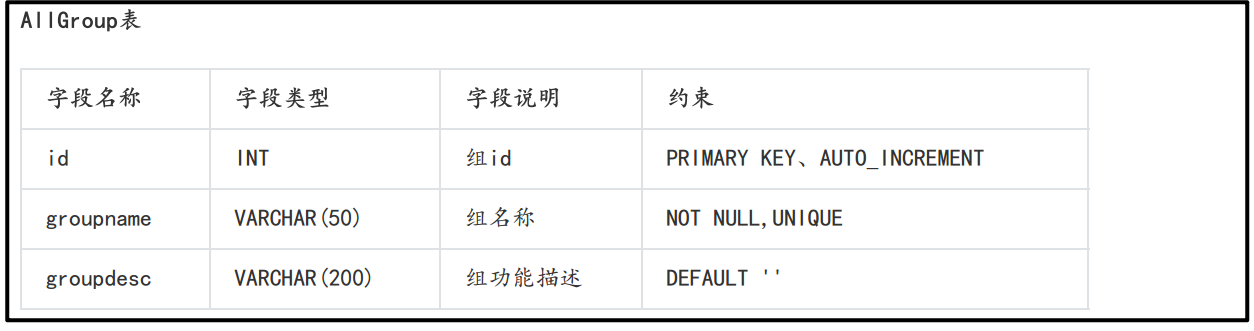 AllGroup表
字段名称 字段类型 字段说明 约束
id INT 组id PRIMARY KEY、AUTO_INCREMENT
groupname VARCHAR(50) 组名称 NOT NULL,UNIQUE
groupdesc VARCHAR(200) 组功能描述 DEFAULT ''